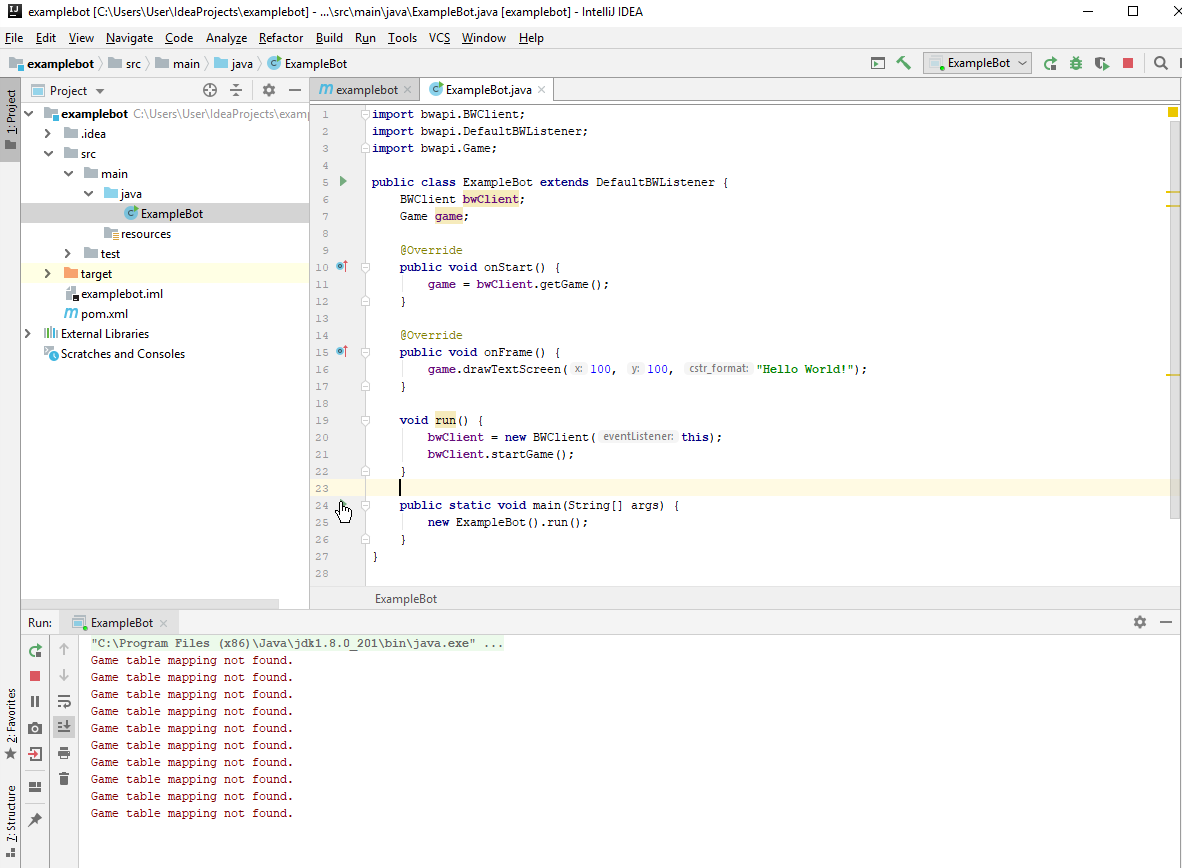 examplebot [C:\Users\User\IdeaProjects\examplebot] - ...\src\main\java\ExampleBot.java [examplebot] - IntelliJ IDEA
File Edit View Navigate Code Analyze Refactor Build Run Tools VCS Window Help
examplebot src main java ExampleBot ExampleBot
1: Project
Project
examplebot C:\Users\User\IdeaProjects\examp
.idea
src
main
java
ExampleBot
resources
test
target
examplebot.iml
pom.xml
External Libraries
Scratches and Consoles
examplebot ExampleBot.java
1 import bwapi.BWClient;
2 import bwapi.DefaultBWListener;
3 import bwapi.Game;
4
5 public class ExampleBot extends DefaultBWListener {
6 BWClient bwClient;
7 Game game;
8
9 @Override
10 public void onStart() {
11 game = bwClient.getGame();
12 }
13
14 @Override
15 public void onFrame() {
16 game.drawTextScreen( x: 100, y: 100, cstr_format: "Hello World!");
17 }
18
19 void run() {
20 bwClient = new BWClient( eventListener: this);
21 bwClient.startGame();
22 }
23
24 public static void main(String[] args) {
25 new ExampleBot().run();
26 }
27 }
28
ExampleBot
Run: ExampleBot
"C:\Program Files (x86)\Java\jdk1.8.0_201\bin\java.exe" ...
Game table mapping not found.
Game table mapping not found.
Game table mapping not found.
Game table mapping not found.
Game table mapping not found.
Game table mapping not found.
Game table mapping not found.
Game table mapping not found.
Game table mapping not found.
Game table mapping not found.
2: Favorites
7: Structure